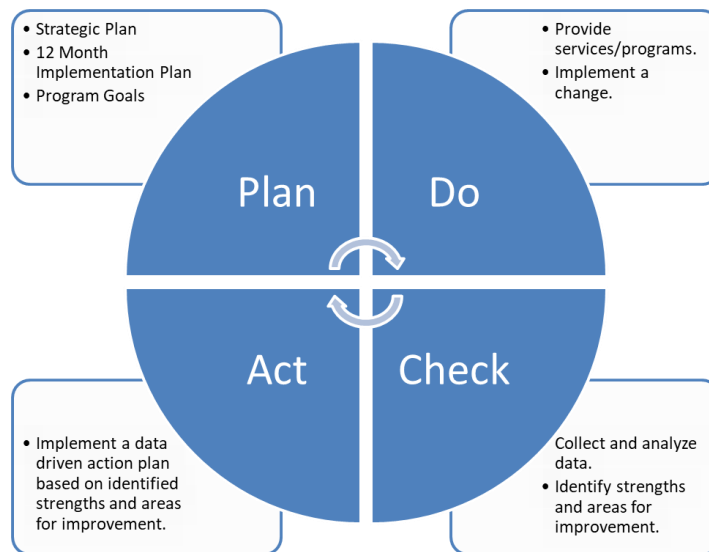 • Strategic Plan
• 12 Month
Implementation Plan
• Program Goals
• Provide
services/programs.
• Implement a
change.
Plan
Do
Act
Check
• Implement a data
driven action plan
based on identified
strengths and areas
for improvement.
Collect and analyze
data.
• Identify strengths
and areas for
improvement.